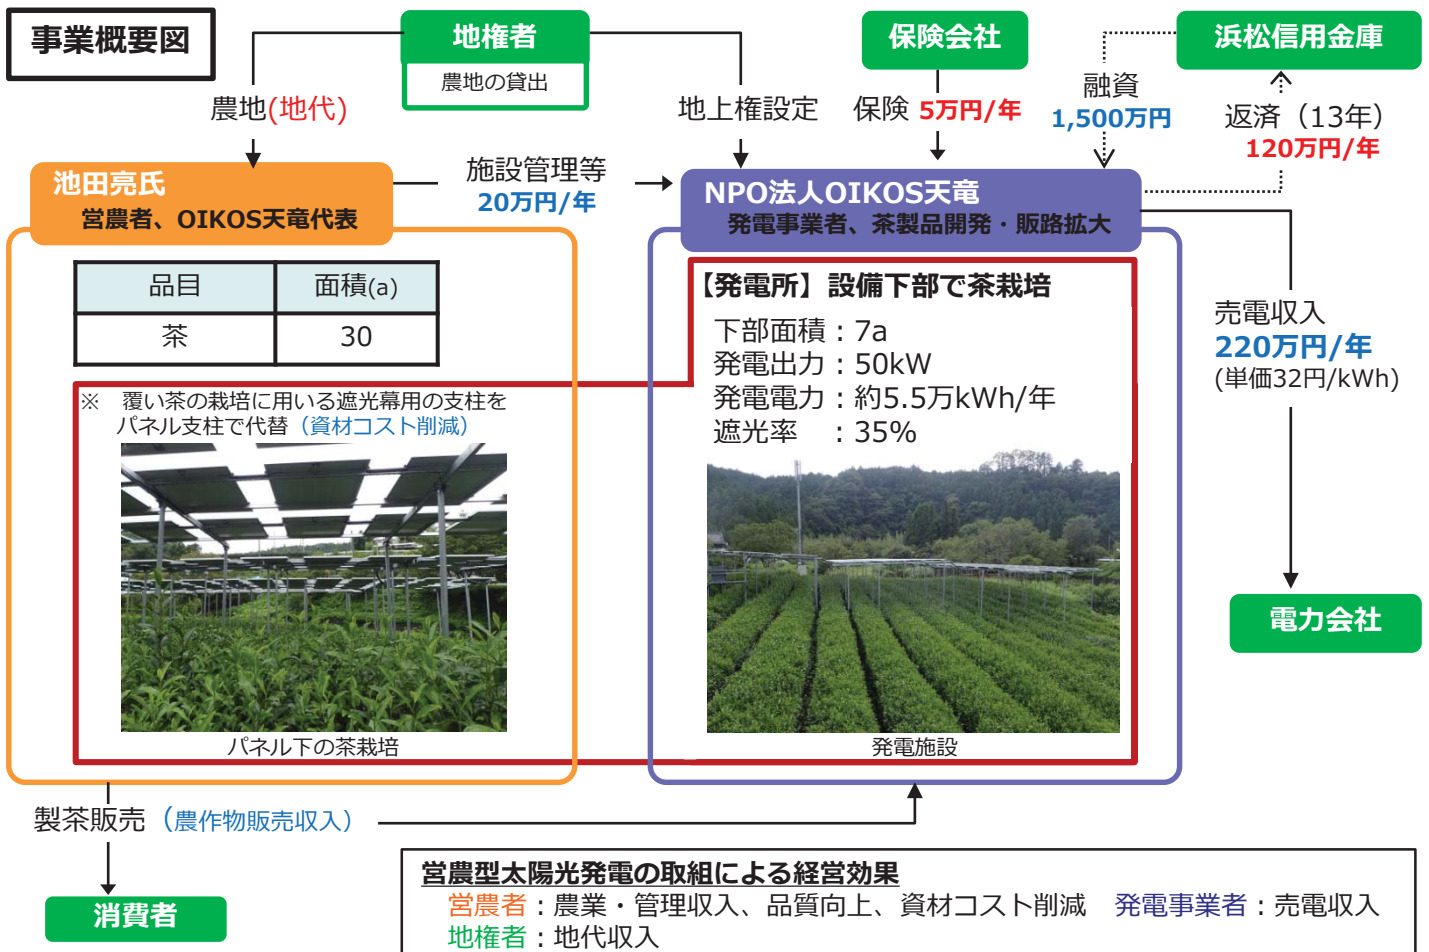 事業概要図
地権者
農地の貸出
保険会社
浜松信用金庫
農地(地代)
地上権設定
保険 5万円/年
融資
1,500万円
返済（13年）
120万円/年
池田亮氏
営農者、OIKOS天竜代表
施設管理等
20万円/年
NPO法人OIKOS天竜
発電事業者、茶製品開発・販路拡大
品目 面積(a)
茶 30
※ 覆い茶の栽培に用いる遮光幕用の支柱を
パネル支柱で代替（資材コスト削減）
パネル下の茶栽培
【発電所】設備下部で茶栽培
下部面積：7a
発電出力：50kW
発電電力：約5.5万kWh/年
遮光率　：35%
発電施設
売電収入
220万円/年
(単価32円/kWh)
電力会社
製茶販売（農作物販売収入）
消費者
営農型太陽光発電の取組による経営効果
営農者：農業・管理収入、品質向上、資材コスト削減　発電事業者：売電収入
地権者：地代収入